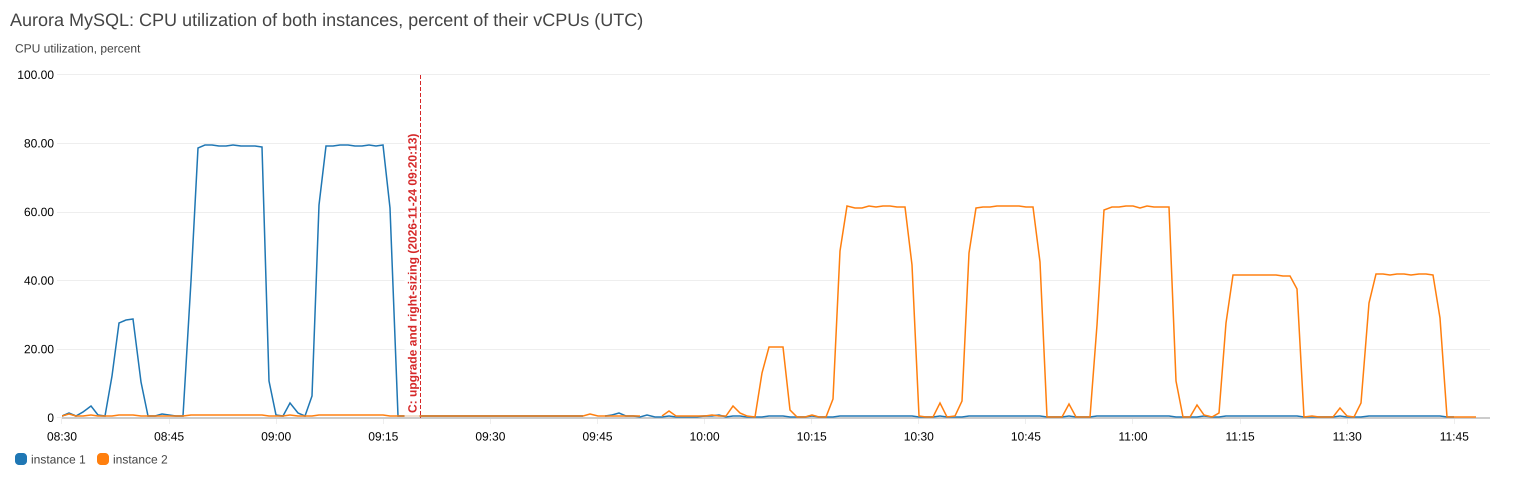 Aurora MySQL: CPU utilization of both instances, percent of their vCPUs (UTC)
CPU utilization, percent
100.00
80.00
60.00
40.00
20.00
0
C: upgrade and right-sizing (2026-11-24 09:20:13)
08:30 08:45 09:00 09:15 09:30 09:45 10:00 10:15 10:30 10:45 11:00 11:15 11:30 11:45
instance 1 instance 2